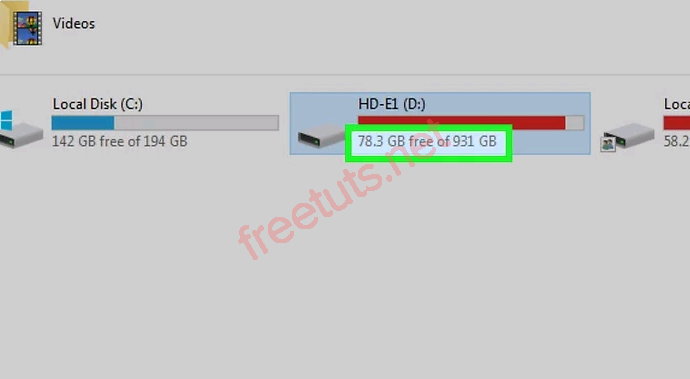 Videos
Local Disk (C:)
142 GB free of 194 GB
HD-E1 (D:)
78.3 GB free of 931 GB
Loca
58.2
freetuts.net